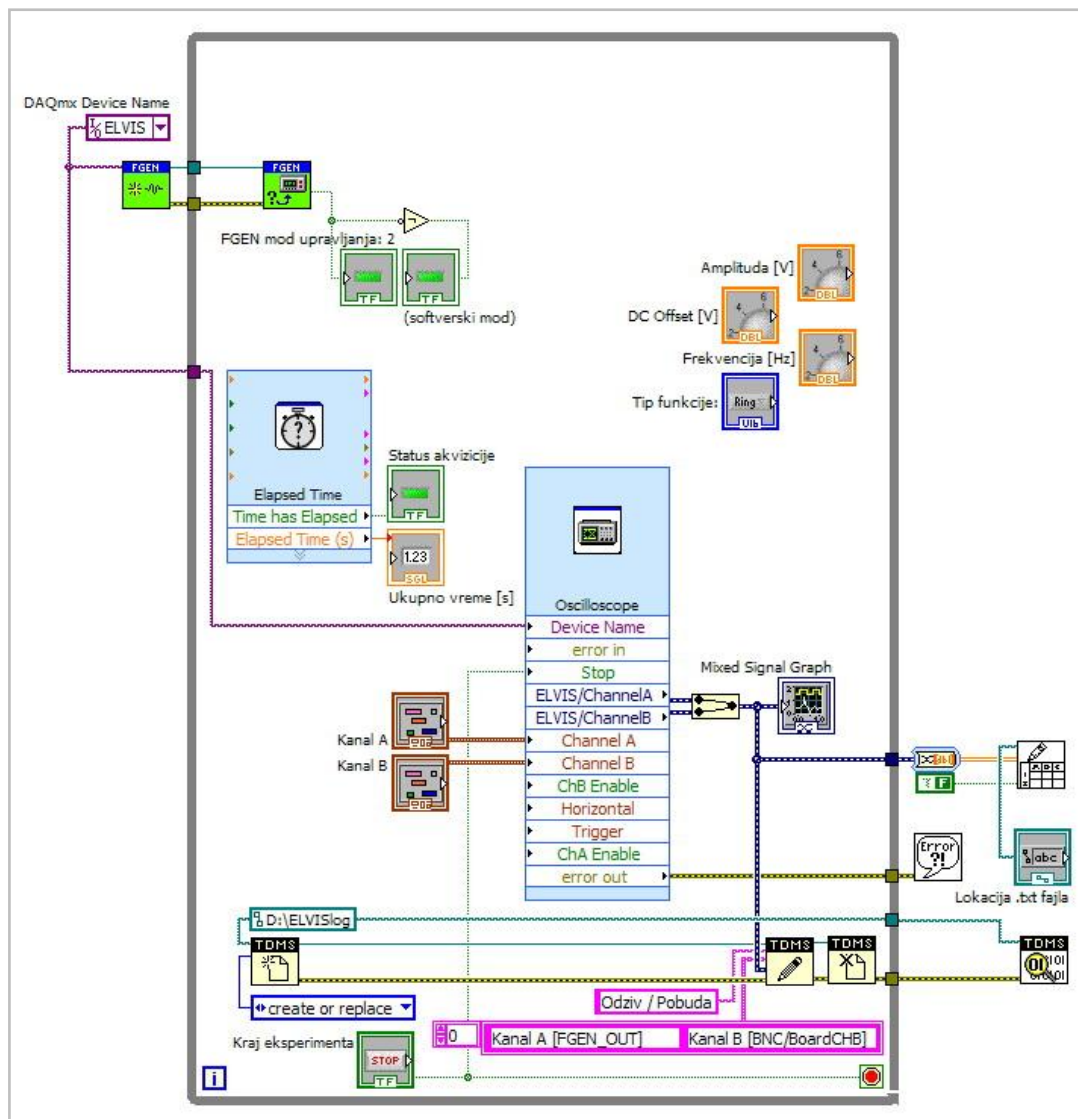 DAQmx Device Name
ELVIS
FGEN
FGEN
FGEN mod upravljanja: 2
TF
TF
(softverski mod)
Amplituda [V]
DBL
DC Offset [V]
DBL
Frekvencija [Hz]
DBL
Tip funkcije:
Ring
U16
Elapsed Time
Time has Elapsed
Elapsed Time (s)
Status akvizicije
TF
1.23
SGL
Ukupno vreme [s]
Oscilloscope
Device Name
error in
Stop
ELVIS/ChannelA
ELVIS/ChannelB
Channel A
Channel B
ChB Enable
Horizontal
Trigger
ChA Enable
error out
Mixed Signal Graph
Kanal A
Kanal B
F
Error
?!
abc
Lokacija .txt fajla
D:\ELVISlog
TDMS
TDMS
TDMS
TDMS
create or replace
Odziv / Pobuda
0
Kanal A [FGEN_OUT]
Kanal B [BNC/BoardCHB]
Kraj eksperimenta
STOP
TF
i